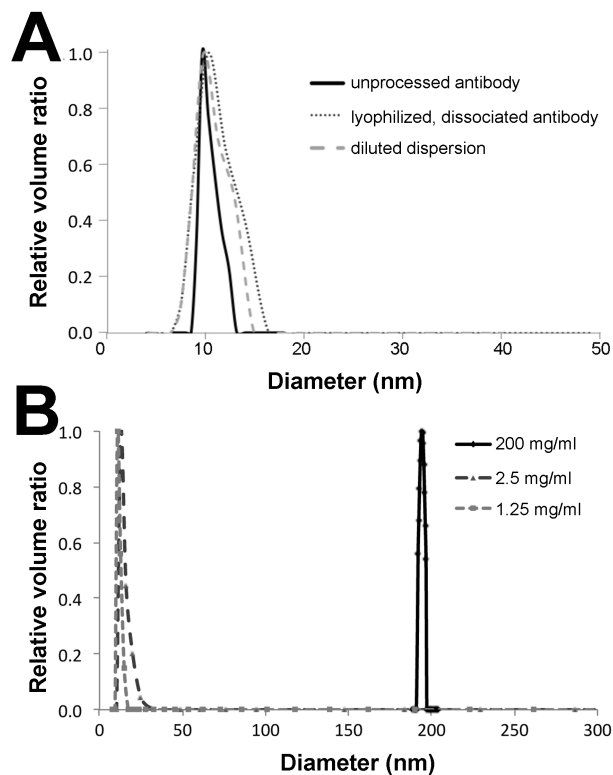 A
1.0
0.8
0.6
0.4
0.2
0.0
Relative volume ratio
unprocessed antibody
lyophilized, dissociated antibody
diluted dispersion
0 10 20 30 40 50
Diameter (nm)
B
1.0
0.8
0.6
0.4
0.2
0.0
Relative volume ratio
200 mg/ml
2.5 mg/ml
1.25 mg/ml
0 50 100 150 200 250 300
Diameter (nm)